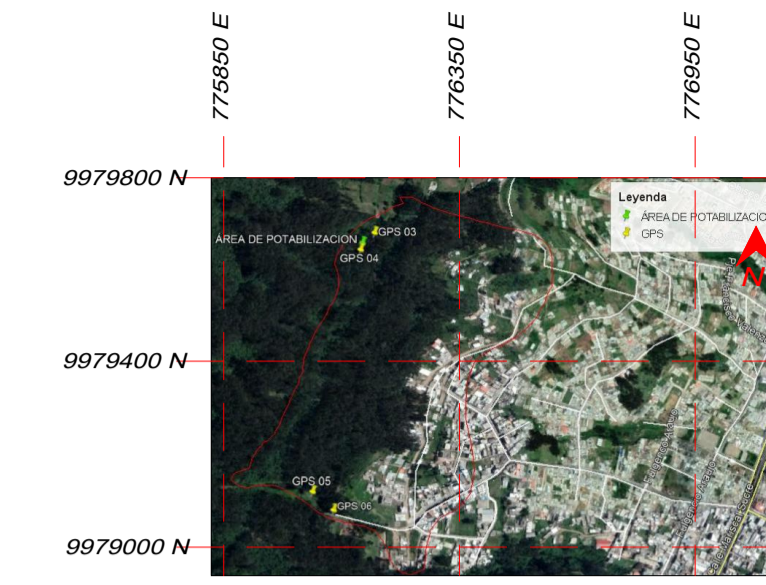 775850 E
776350 E
776950 E
9979800 N
Leyenda
ÁREA DE POTABILIZACIO
GPS
N
GPS 03
ÁREA DE POTABILIZACION
GPS 04
9979400 N
GPS 05
GPS 06
9979000 N